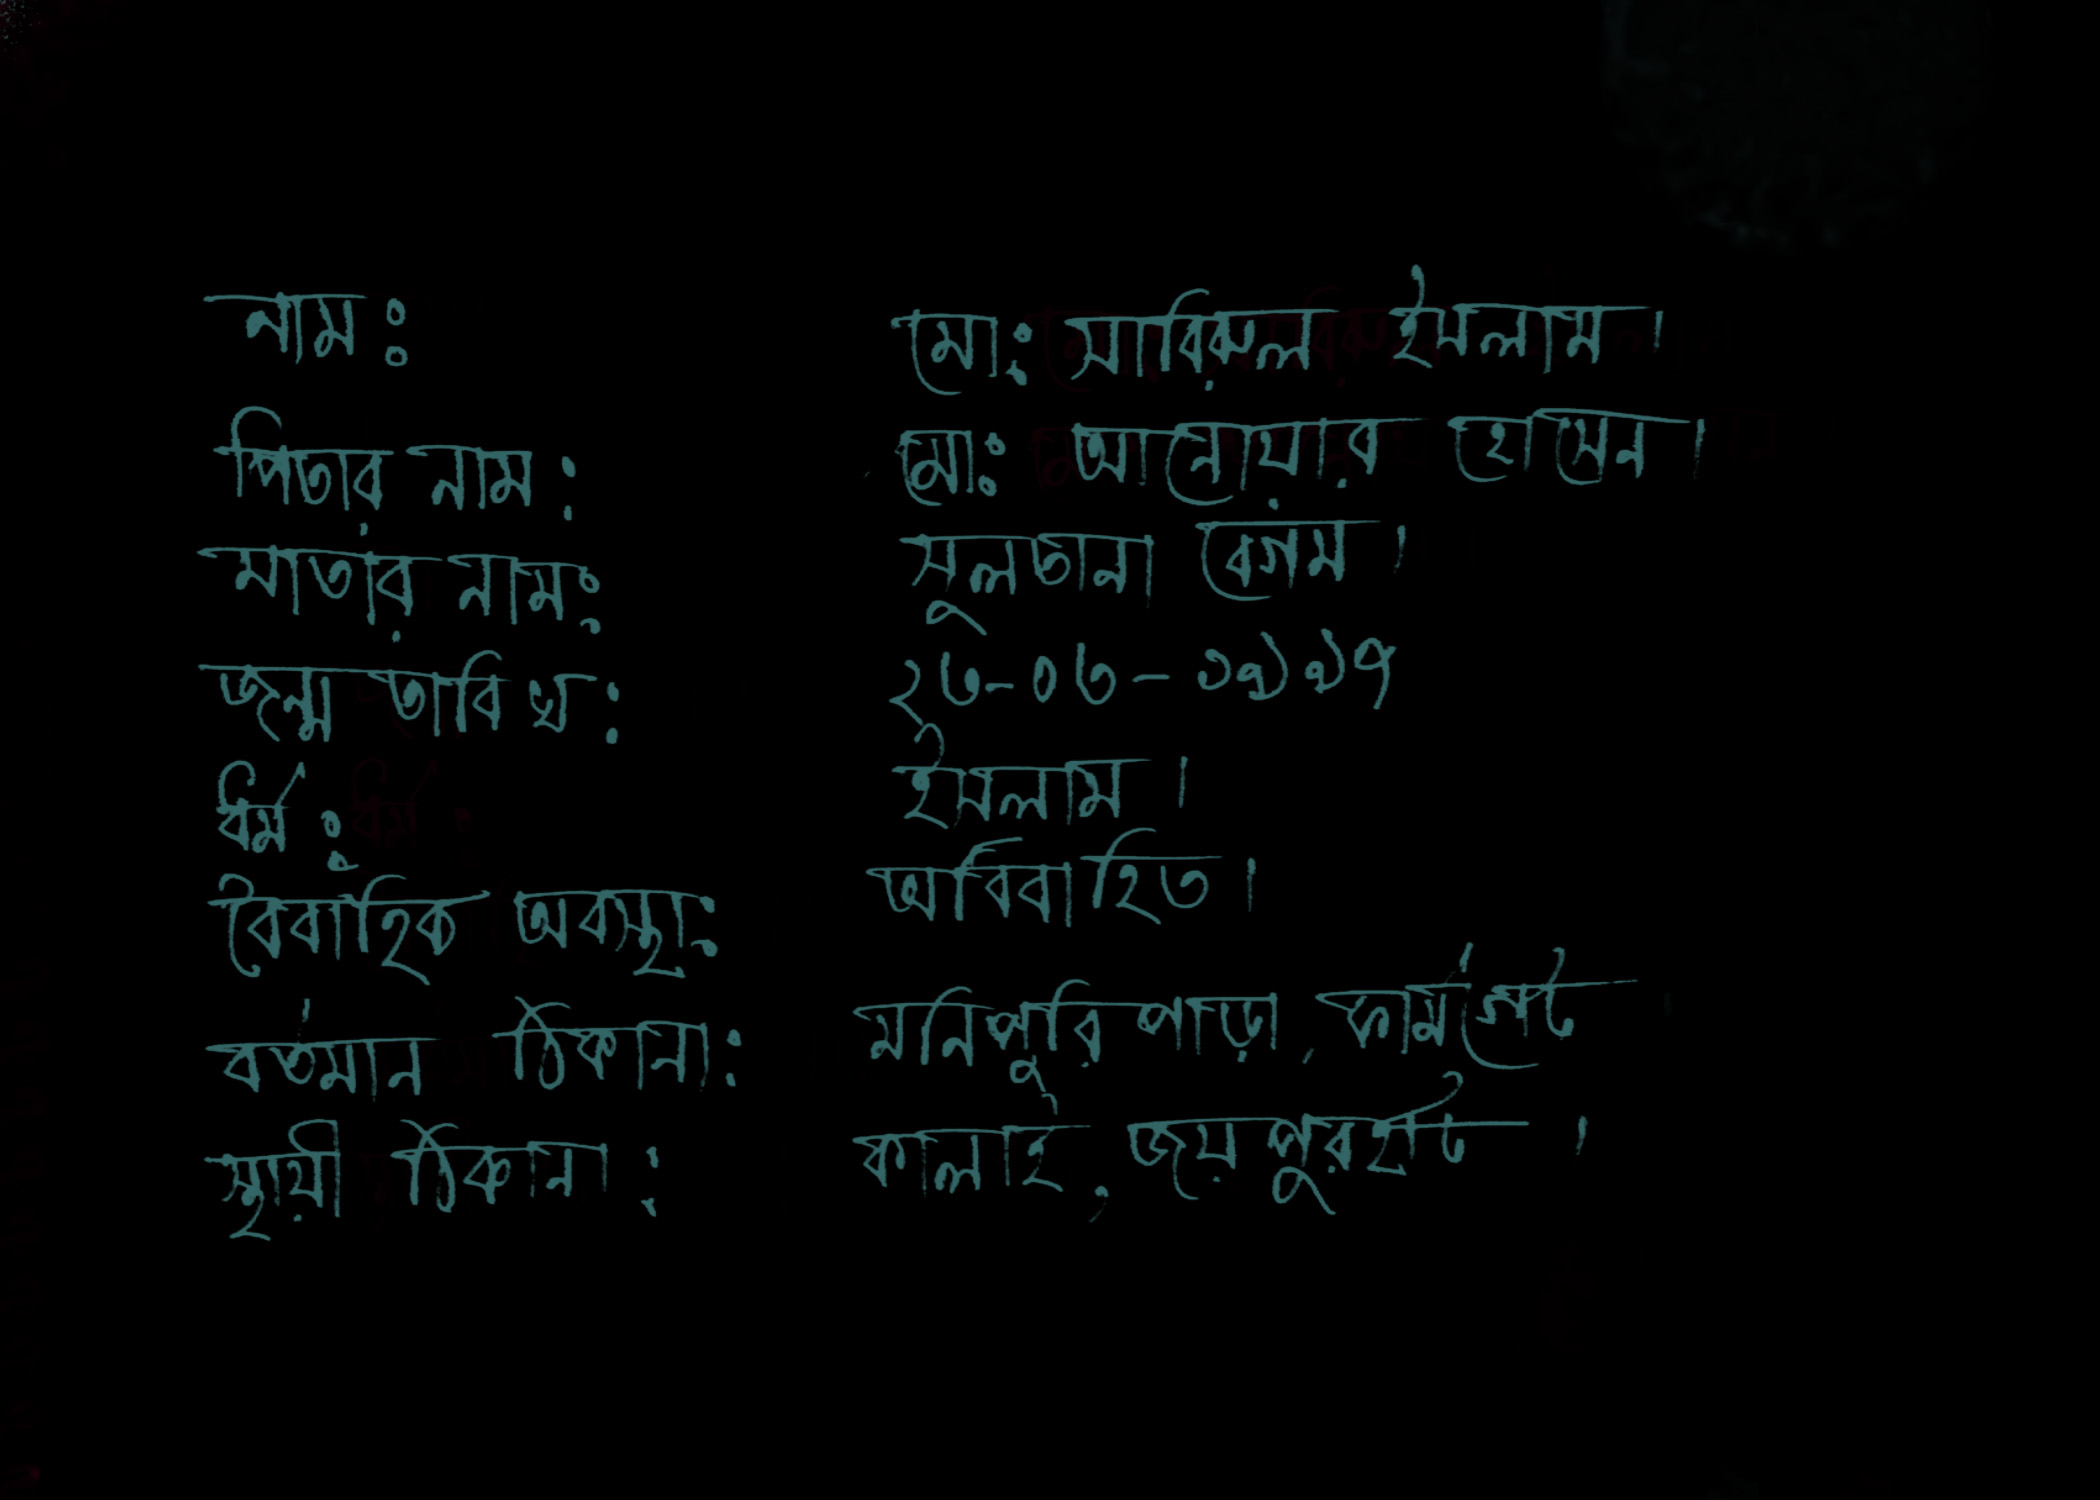 নামঃ মোঃ সাবিরুল ইসলাম।
পিতার নামঃ মোঃ আনোয়ার হোসেন।
মাতার নামঃ সুলতানা বেগম।
জন্ম তারিখঃ ২৬-০৬-১৯৯৭
ধর্মঃ ইসলাম।
বৈবাহিক অবস্থাঃ অবিবাহিত।
বর্তমান ঠিকানাঃ মনিপুরিপাড়া, ফার্মগেট
স্থায়ী ঠিকানাঃ কালাই, জয়পুরহাট।